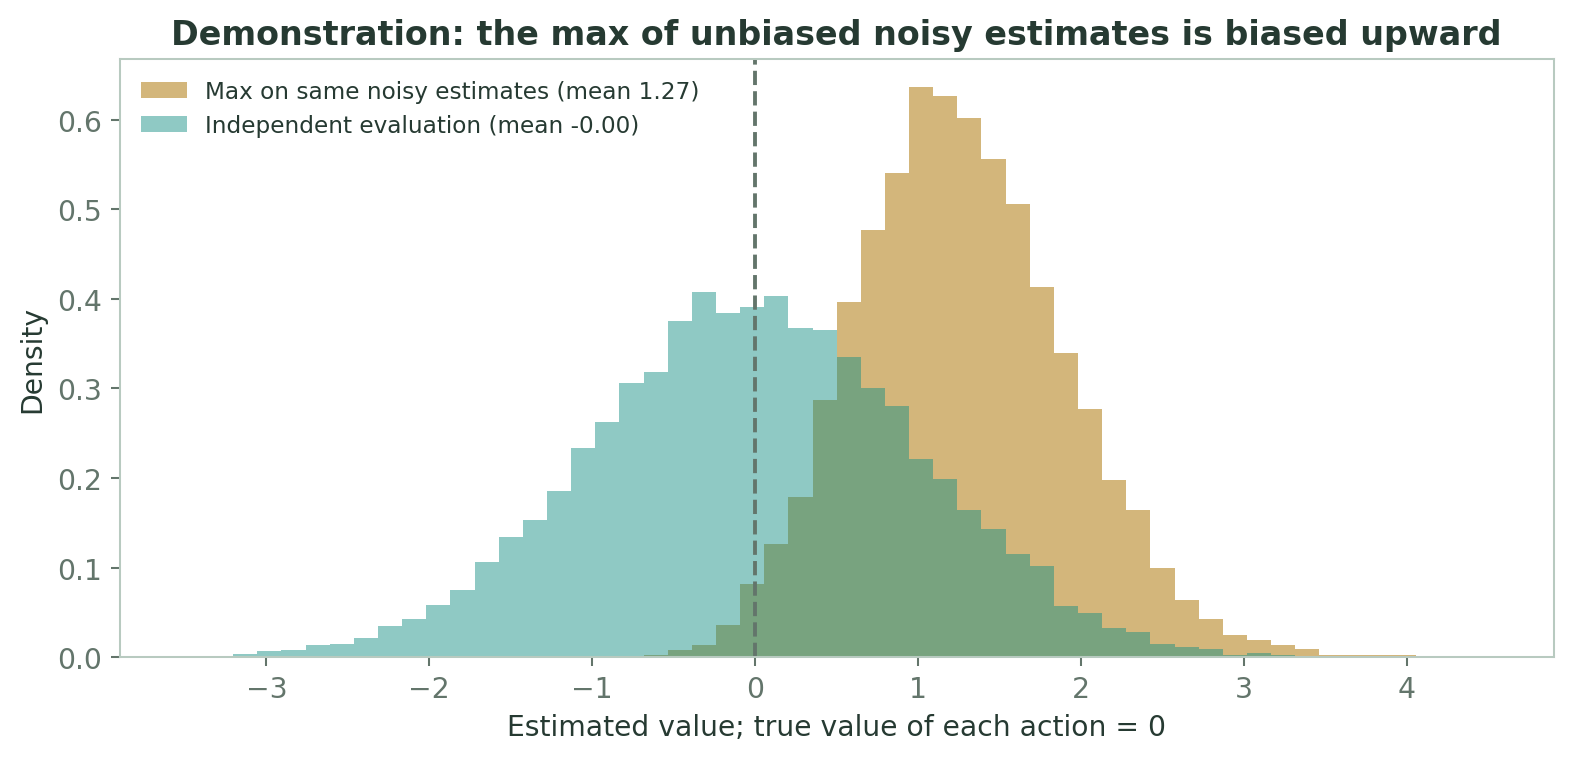 Demonstration: the max of unbiased noisy estimates is biased upward
Max on same noisy estimates (mean 1.27)
Independent evaluation (mean -0.00)
Density
0.6
0.5
0.4
0.3
0.2
0.1
0.0
−3 −2 −1 0 1 2 3 4
Estimated value; true value of each action = 0